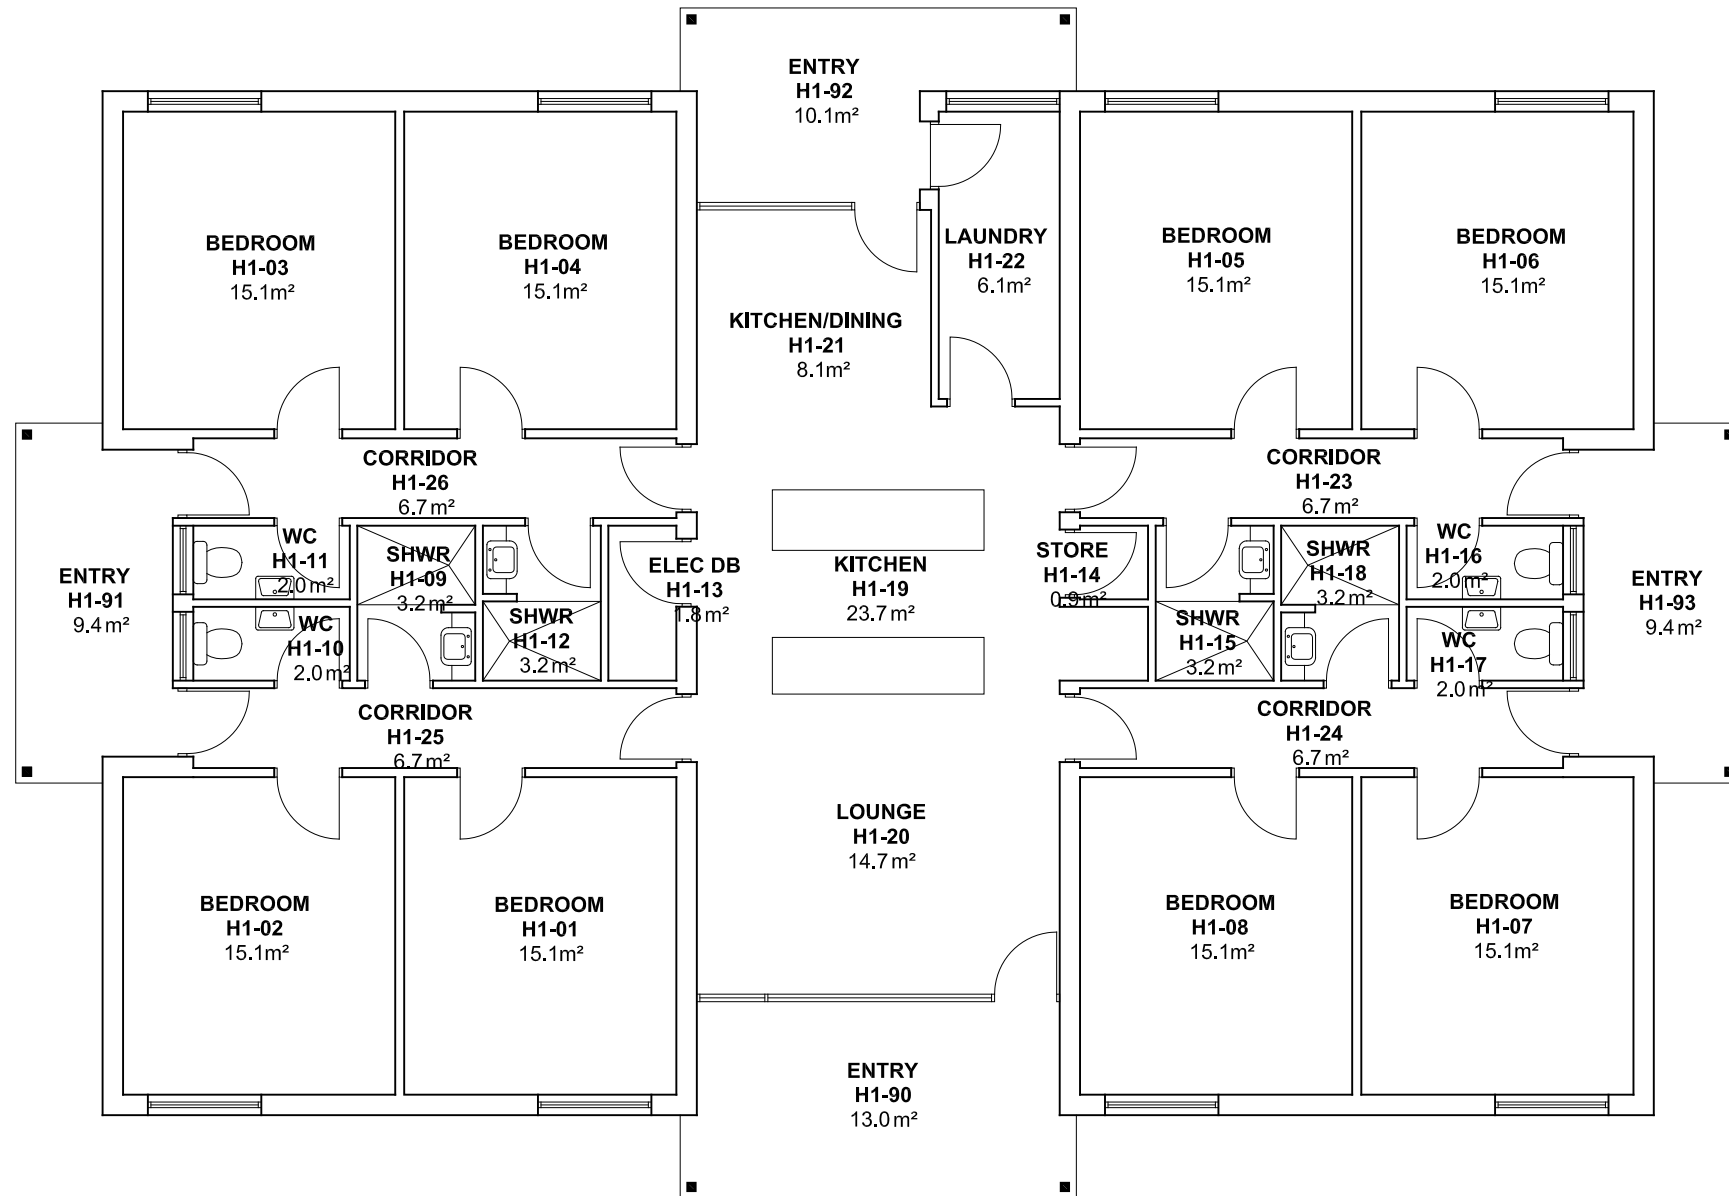 ENTRY
H1-92
10.1m²
BEDROOM
H1-03
15.1m²
BEDROOM
H1-04
15.1m²
LAUNDRY
H1-22
6.1m²
BEDROOM
H1-05
15.1m²
BEDROOM
H1-06
15.1m²
KITCHEN/DINING
H1-21
8.1m²
CORRIDOR
H1-26
6.7m²
CORRIDOR
H1-23
6.7m²
ENTRY
H1-91
9.4m²
WC
H1-11
2.0m²
SHWR
H1-09
3.2m²
ELEC DB
H1-13
1.8m²
KITCHEN
H1-19
23.7m²
STORE
H1-14
0.9m²
SHWR
H1-18
3.2m²
WC
H1-16
2.0m²
ENTRY
H1-93
9.4m²
WC
H1-10
2.0m²
SHWR
H1-12
3.2m²
SHWR
H1-15
3.2m²
WC
H1-17
2.0m²
CORRIDOR
H1-25
6.7m²
CORRIDOR
H1-24
6.7m²
LOUNGE
H1-20
14.7m²
BEDROOM
H1-02
15.1m²
BEDROOM
H1-01
15.1m²
BEDROOM
H1-08
15.1m²
BEDROOM
H1-07
15.1m²
ENTRY
H1-90
13.0m²